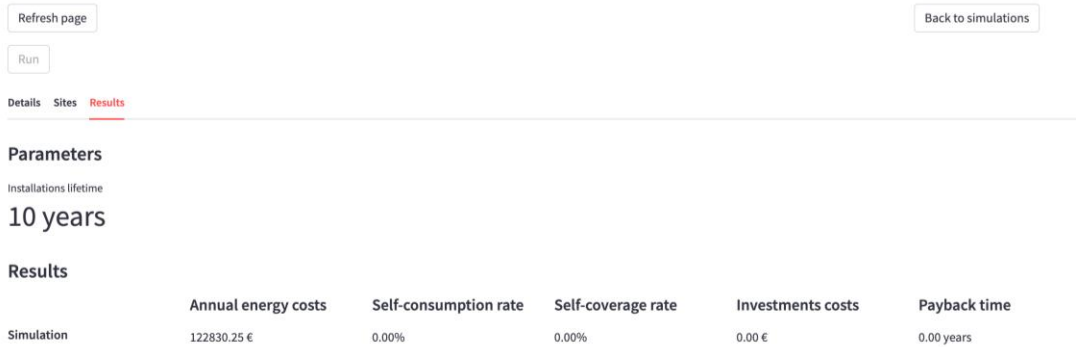 Refresh page Back to simulations
Run
Details Sites Results
Parameters
Installations lifetime
10 years
Results
Annual energy costs Self-consumption rate Self-coverage rate Investments costs Payback time
Simulation 122830.25 € 0.00% 0.00% 0.00 € 0.00 years